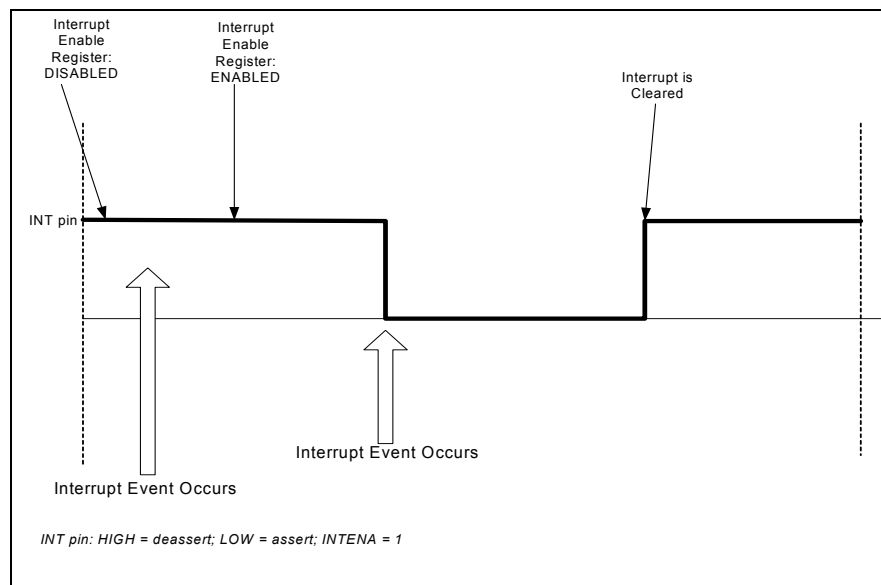 Interrupt
Enable
Register:
DISABLED
Interrupt
Enable
Register:
ENABLED
Interrupt is
Cleared
INT pin
Interrupt Event Occurs
Interrupt Event Occurs
INT pin: HIGH = deassert; LOW = assert; INTENA = 1